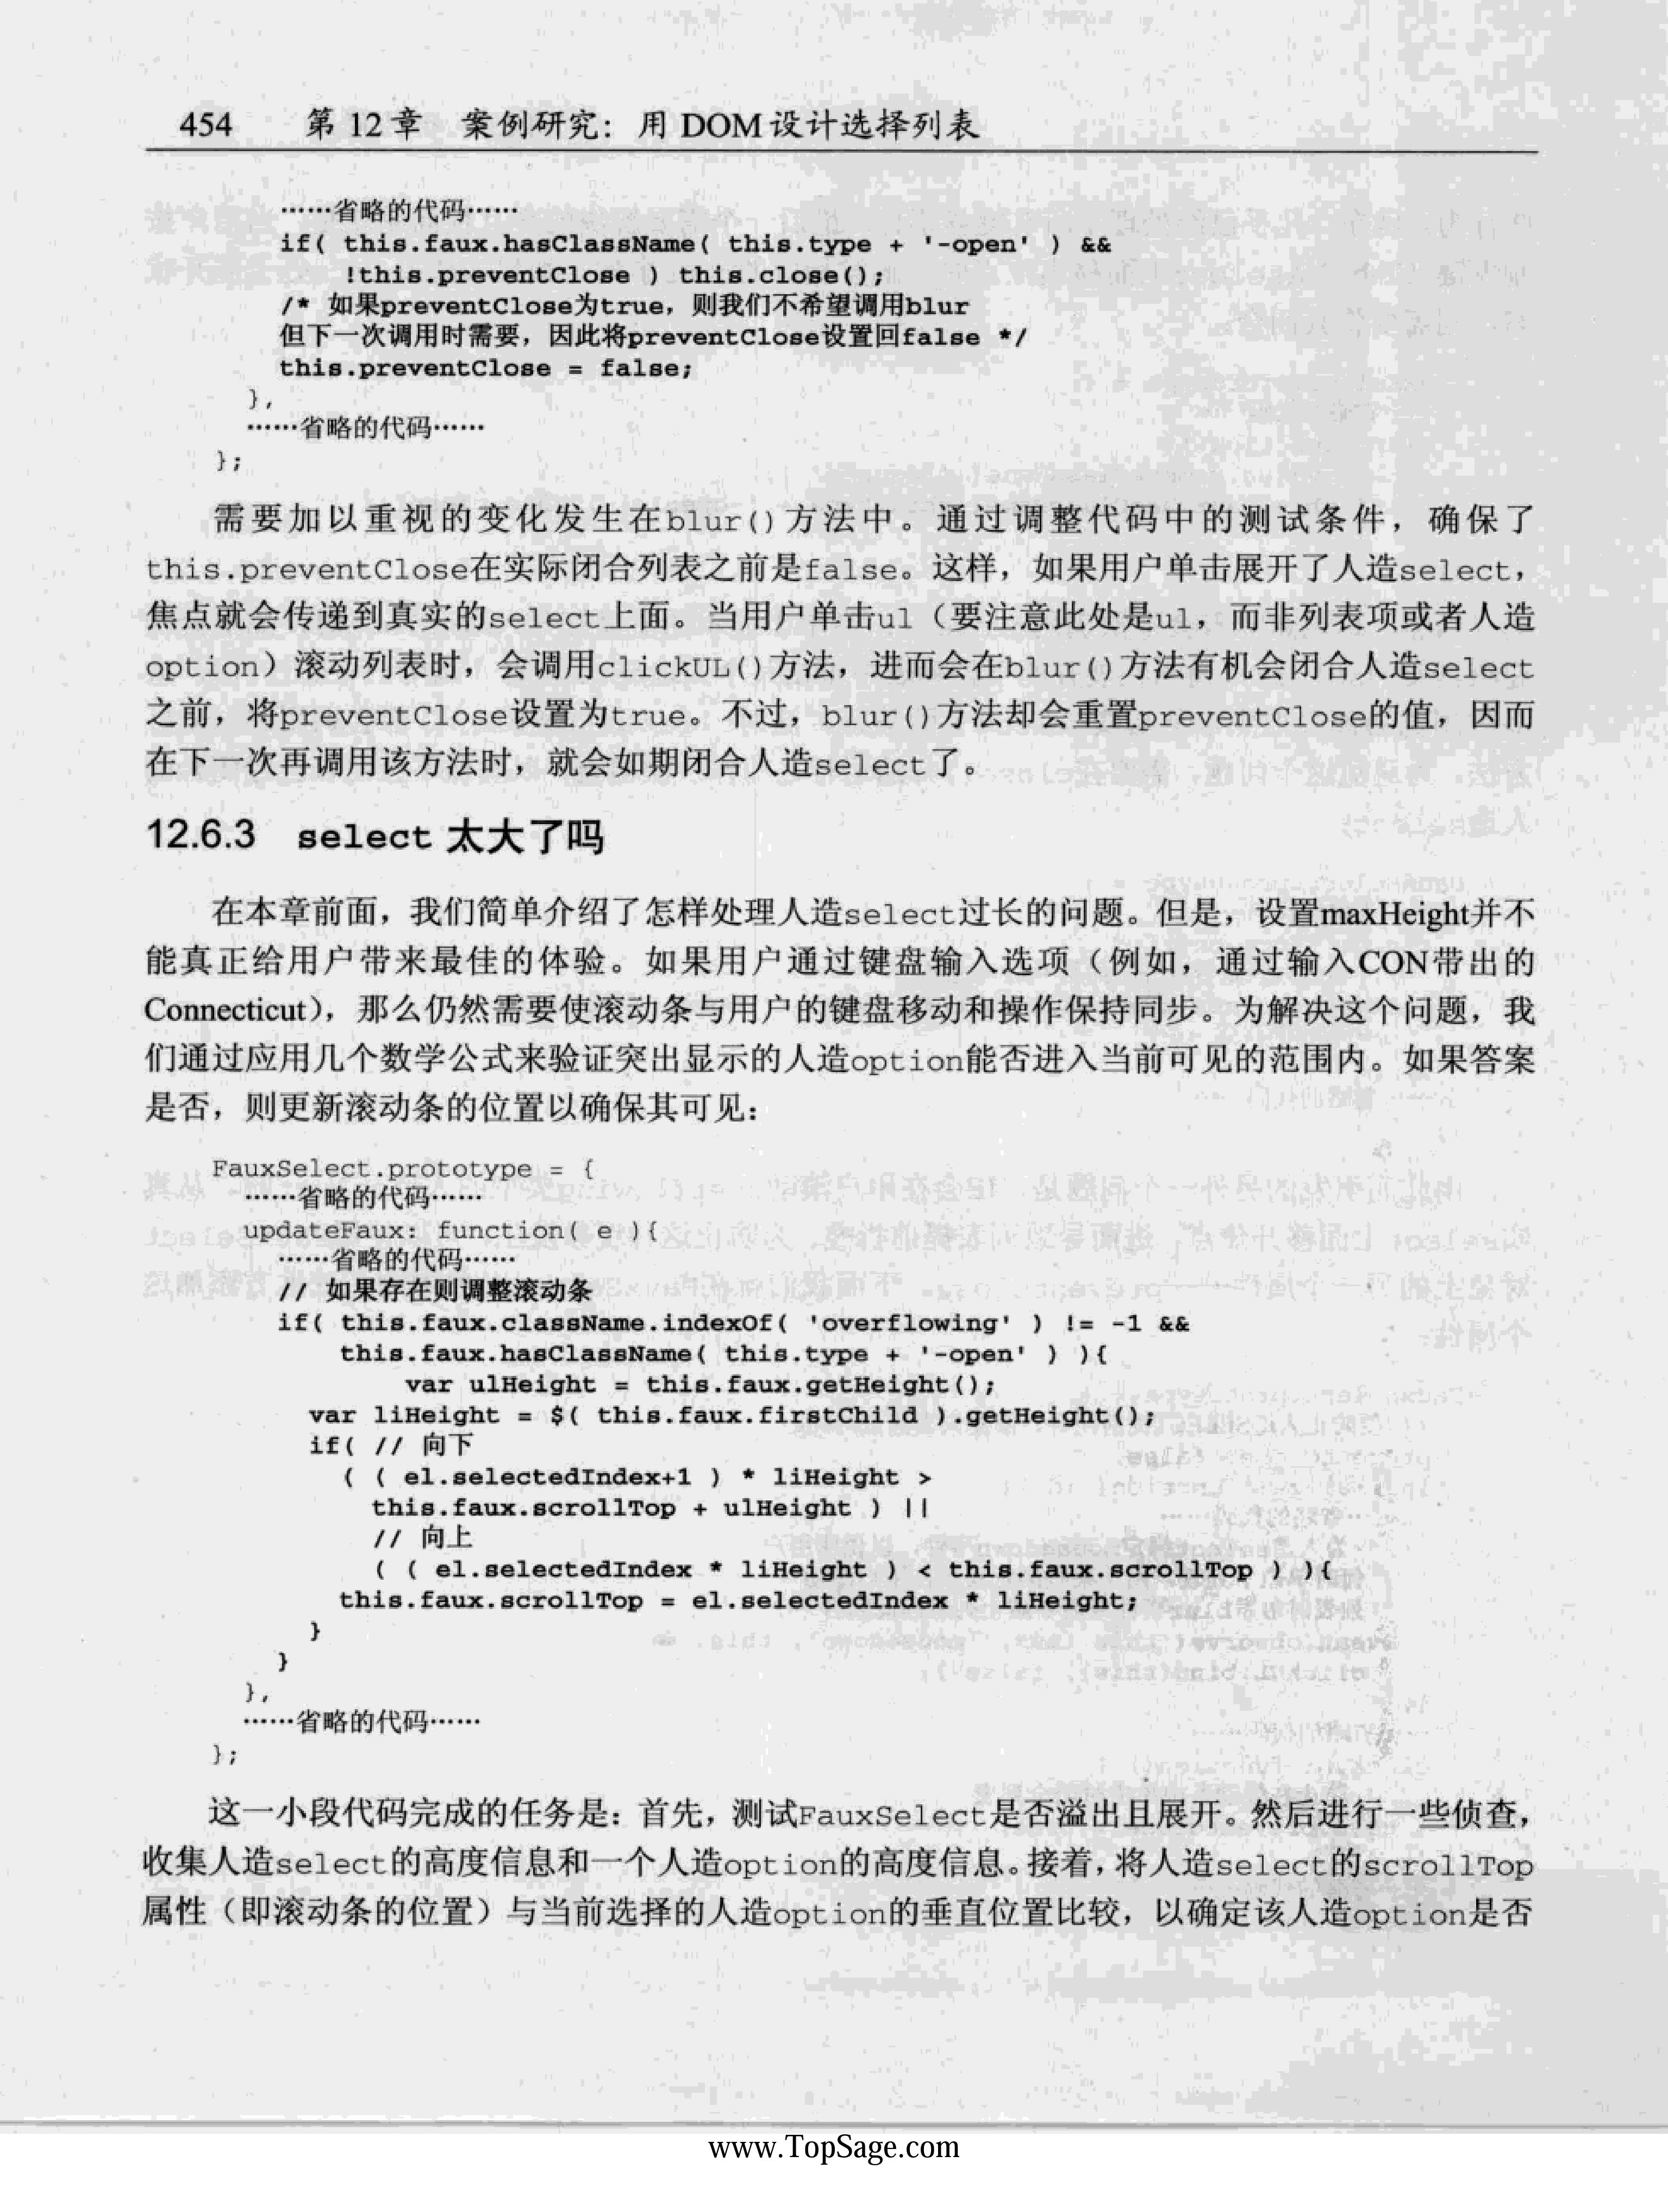 454 第 12 章 案例研究：用 DOM 设计选择列表
……省略的代码……
if( this.faux.hasClassName( this.type + '-open' ) &&
!this.preventClose ) this.close();
/* 如果preventClose为true，则我们不希望调用blur
但下一次调用时需要，因此将preventClose设置回false */
this.preventClose = false;
},
……省略的代码……
};
需要加以重视的变化发生在blur()方法中。通过调整代码中的测试条件，确保了
this.preventClose在实际闭合列表之前是false。这样，如果用户单击展开了人造select，
焦点就会传递到真实的select上面。当用户单击ul（要注意此处是ul，而非列表项或者人造
option）滚动列表时，会调用clickUL()方法，进而会在blur()方法有机会闭合人造select
之前，将preventClose设置为true。不过，blur()方法却会重置preventClose的值，因而
在下一次再调用该方法时，就会如期闭合人造select了。
12.6.3 select 太大了吗
在本章前面，我们简单介绍了怎样处理人造select过长的问题。但是，设置maxHeight并不
能真正给用户带来最佳的体验。如果用户通过键盘输入选项（例如，通过输入CON带出的
Connecticut），那么仍然需要使滚动条与用户的键盘移动和操作保持同步。为解决这个问题，我
们通过应用几个数学公式来验证突出显示的人造option能否进入当前可见的范围内。如果答案
是否，则更新滚动条的位置以确保其可见：
FauxSelect.prototype = {
……省略的代码……
updateFaux: function( e ){
……省略的代码……
// 如果存在则调整滚动条
if( this.faux.className.indexOf( 'overflowing' ) != -1 &&
this.faux.hasClassName( this.type + '-open' ) ){
var ulHeight = this.faux.getHeight();
var liHeight = $( this.faux.firstChild ).getHeight();
if( // 向下
( ( el.selectedIndex+1 ) * liHeight >
this.faux.scrollTop + ulHeight ) ||
// 向上
( ( el.selectedIndex * liHeight ) < this.faux.scrollTop ) ){
this.faux.scrollTop = el.selectedIndex * liHeight;
}
}
},
……省略的代码……
};
这一小段代码完成的任务是：首先，测试FauxSelect是否溢出且展开。然后进行一些侦查，
收集人造select的高度信息和一个人造option的高度信息。接着，将人造select的scrollTop
属性（即滚动条的位置）与当前选择的人造option的垂直位置比较，以确定该人造option是否
www.TopSage.com